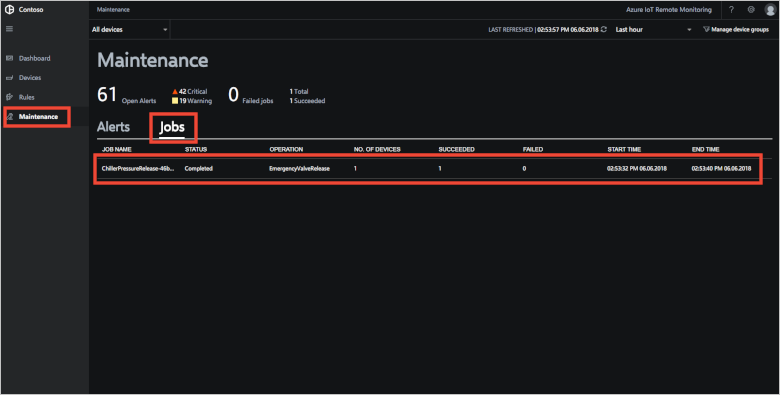 Contoso
Maintenance
Azure IoT Remote Monitoring
?
All devices
LAST REFRESHED | 02:53:57 PM 06.06.2018
Last hour
Manage device groups
Dashboard
Devices
Rules
Maintenance
Maintenance
61 Open Alerts
42 Critical
19 Warning
0 Failed jobs
1 Total
1 Succeeded
Alerts Jobs
JOB NAME STATUS OPERATION NO. OF DEVICES SUCCEEDED FAILED START TIME END TIME
ChillerPressureRelease-46b... Completed EmergencyValveRelease 1 1 0 02:53:32 PM 06.06.2018 02:53:40 PM 06.06.2018